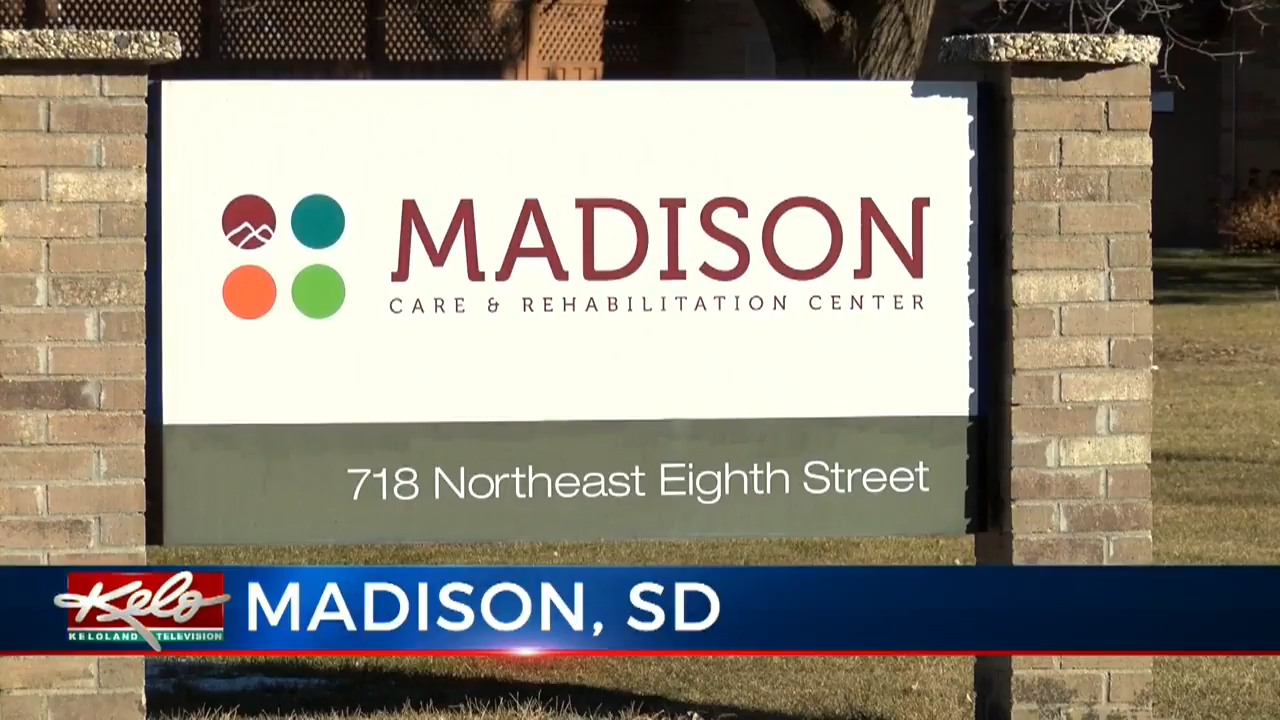 MADISON
CARE & REHABILITATION CENTER
718 Northeast Eighth Street
Kelo
KELOLAND TELEVISION
MADISON, SD